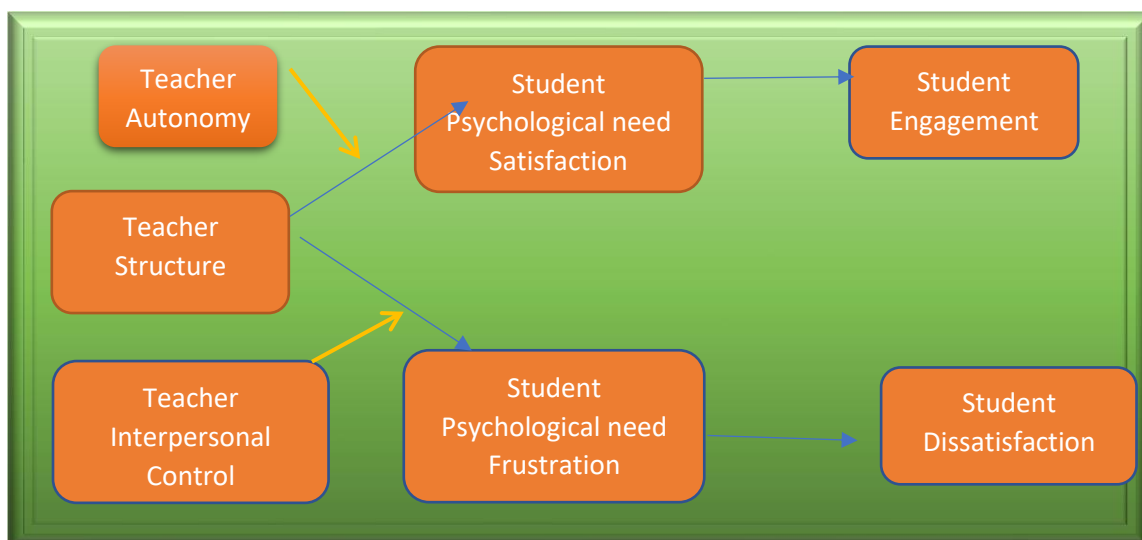 Teacher
Autonomy
Student
Psychological need
Satisfaction
Student
Engagement
Teacher
Structure
Teacher
Interpersonal
Control
Student
Psychological need
Frustration
Student
Dissatisfaction